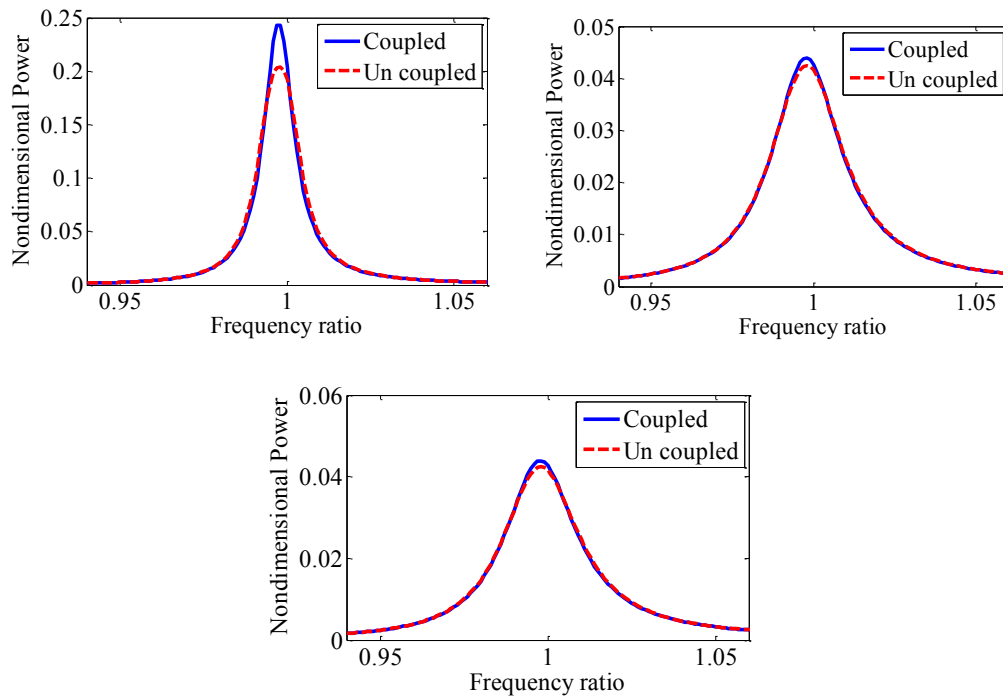 0.25
0.2
0.15
0.1
0.05
0
Nondimensional Power
Coupled
Un coupled
0.95
1
1.05
Frequency ratio
0.05
0.04
0.03
0.02
0.01
0
Nondimensional Power
Coupled
Un coupled
0.95
1
1.05
Frequency ratio
0.06
0.04
0.02
0
Nondimensional Power
Coupled
Un coupled
0.95
1
1.05
Frequency ratio